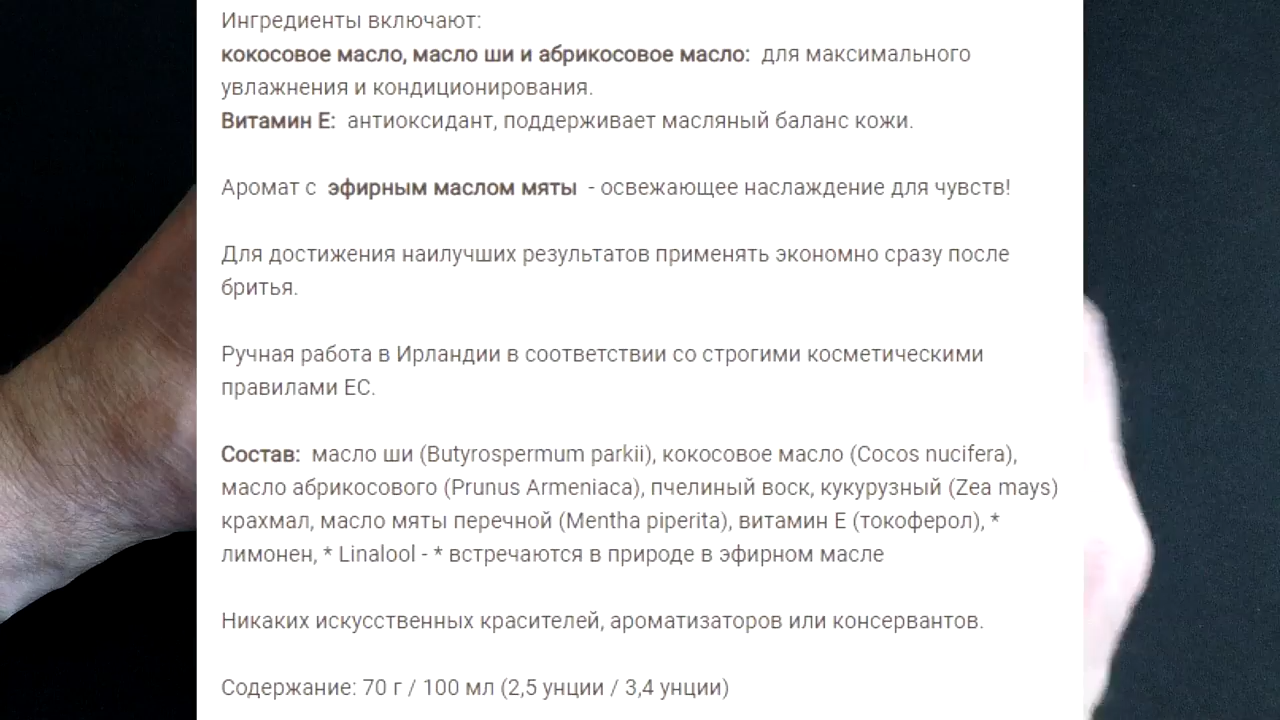 Ингредиенты включают:
кокосовое масло, масло ши и абрикосовое масло: для максимального
увлажнения и кондиционирования.
Витамин Е: антиоксидант, поддерживает масляный баланс кожи.
Аромат с эфирным маслом мяты - освежающее наслаждение для чувств!
Для достижения наилучших результатов применять экономно сразу после
бритья.
Ручная работа в Ирландии в соответствии со строгими косметическими
правилами ЕС.
Состав: масло ши (Butyrospermum parkii), кокосовое масло (Cocos nucifera),
масло абрикосового (Prunus Armeniaca), пчелиный воск, кукурузный (Zea mays)
крахмал, масло мяты перечной (Mentha piperita), витамин Е (токоферол), *
лимонен, * Linalool - * встречаются в природе в эфирном масле
Никаких искусственных красителей, ароматизаторов или консервантов.
Содержание: 70 г / 100 мл (2,5 унции / 3,4 унции)